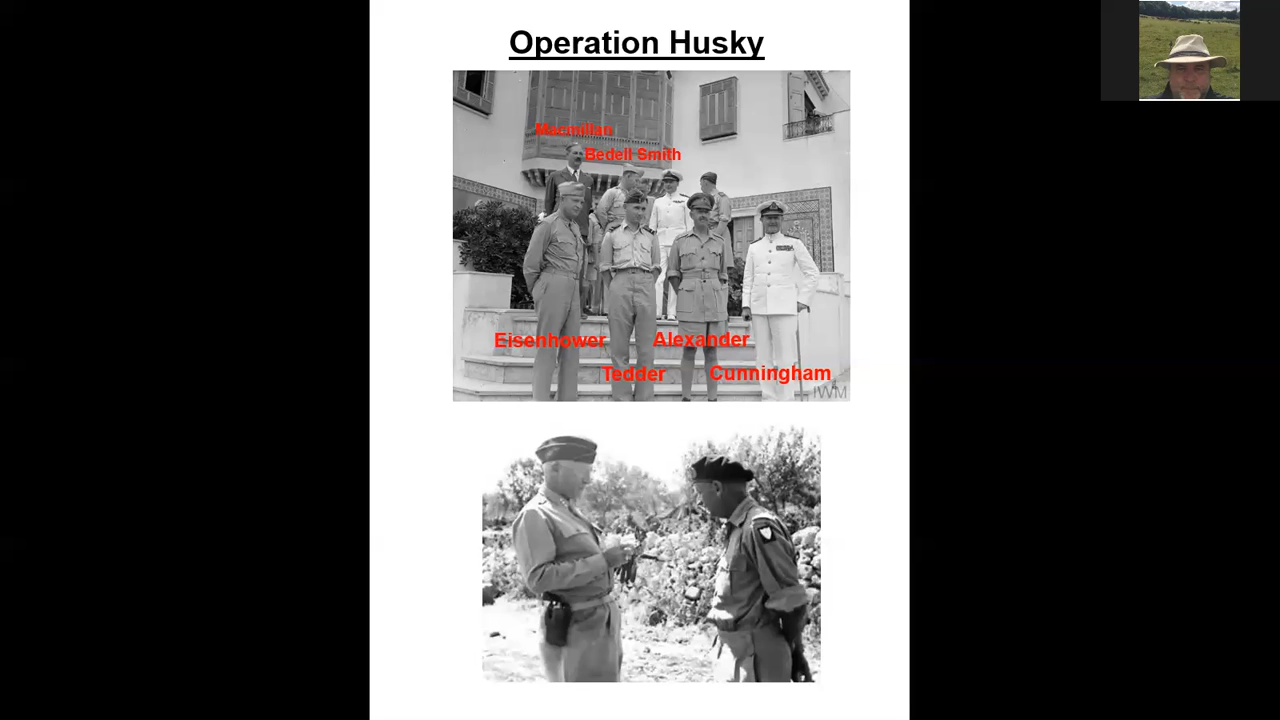 Operation Husky
Macmillan
Bedell Smith
Eisenhower
Alexander
Tedder
Cunningham
IWM